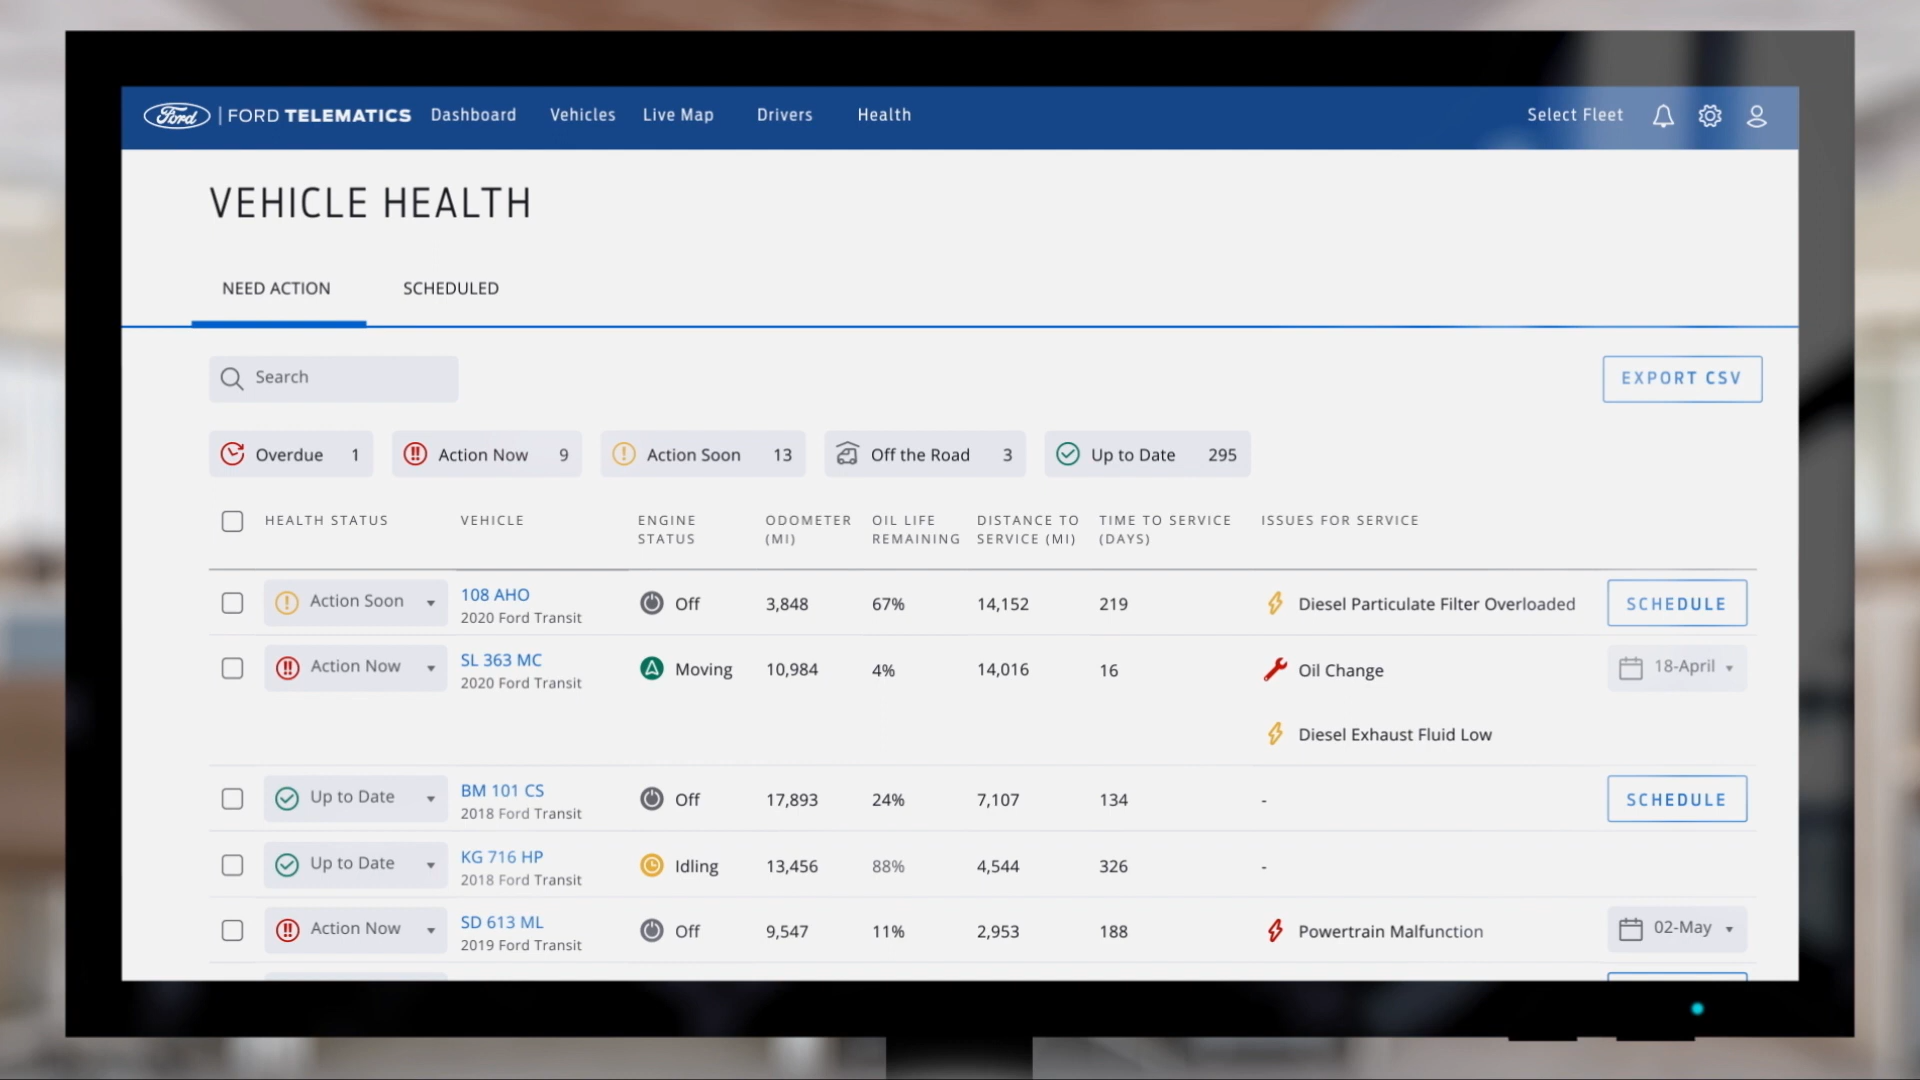 Ford | FORD TELEMATICS Dashboard Vehicles Live Map Drivers Health Select Fleet
VEHICLE HEALTH
NEED ACTION SCHEDULED
Search EXPORT CSV
Overdue 1 Action Now 9 Action Soon 13 Off the Road 3 Up to Date 295
HEALTH STATUS VEHICLE ENGINE STATUS ODOMETER (MI) OIL LIFE REMAINING DISTANCE TO SERVICE (MI) TIME TO SERVICE (DAYS) ISSUES FOR SERVICE
Action Soon 108 AHO Off 3,848 67% 14,152 219 Diesel Particulate Filter Overloaded SCHEDULE
2020 Ford Transit
Action Now SL 363 MC Moving 10,984 4% 14,016 16 Oil Change 18-April
2020 Ford Transit
Diesel Exhaust Fluid Low
Up to Date BM 101 CS Off 17,893 24% 7,107 134 - SCHEDULE
2018 Ford Transit
Up to Date KG 716 HP Idling 13,456 88% 4,544 326 -
2018 Ford Transit
Action Now SD 613 ML Off 9,547 11% 2,953 188 Powertrain Malfunction 02-May
2019 Ford Transit